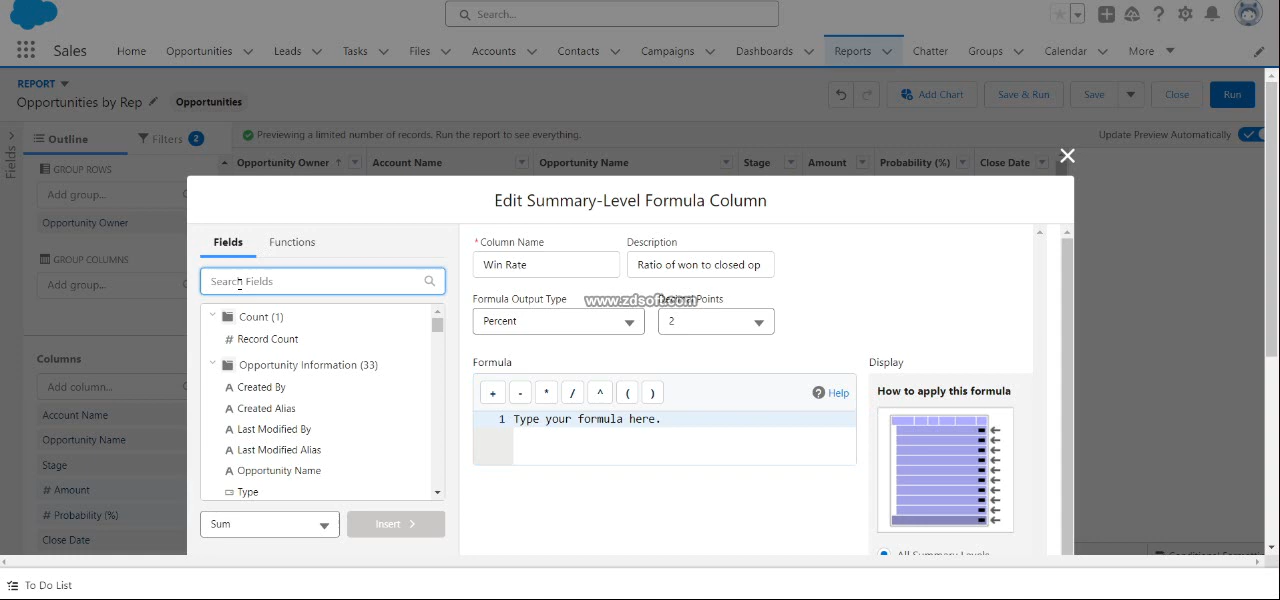 Search...
Sales
Home
Opportunities
Leads
Tasks
Files
Accounts
Contacts
Campaigns
Dashboards
Reports
Chatter
Groups
Calendar
More
REPORT
Opportunities by Rep
Opportunities
Add Chart
Save & Run
Save
Close
Run
Fields
Outline
Filters 2
Previewing a limited number of records. Run the report to see everything.
Update Preview Automatically
GROUP ROWS
Add group...
Opportunity Owner
GROUP COLUMNS
Add group...
Columns
Add column...
Account Name
Opportunity Name
Stage
# Amount
# Probability (%)
Close Date
Opportunity Owner
Account Name
Opportunity Name
Stage
Amount
Probability (%)
Close Date
Edit Summary-Level Formula Column
Fields
Functions
Search Fields
Count (1)
# Record Count
Opportunity Information (33)
A Created By
A Created Alias
A Last Modified By
A Last Modified Alias
A Opportunity Name
Type
Sum
Insert >
* Column Name
Description
Win Rate
Ratio of won to closed op
Formula Output Type
Decimal Points
www.zdsoft.com
Percent
2
Formula
+ - * / ^ ( )
Help
1 Type your formula here.
Display
How to apply this formula
All Summary Levels
To Do List